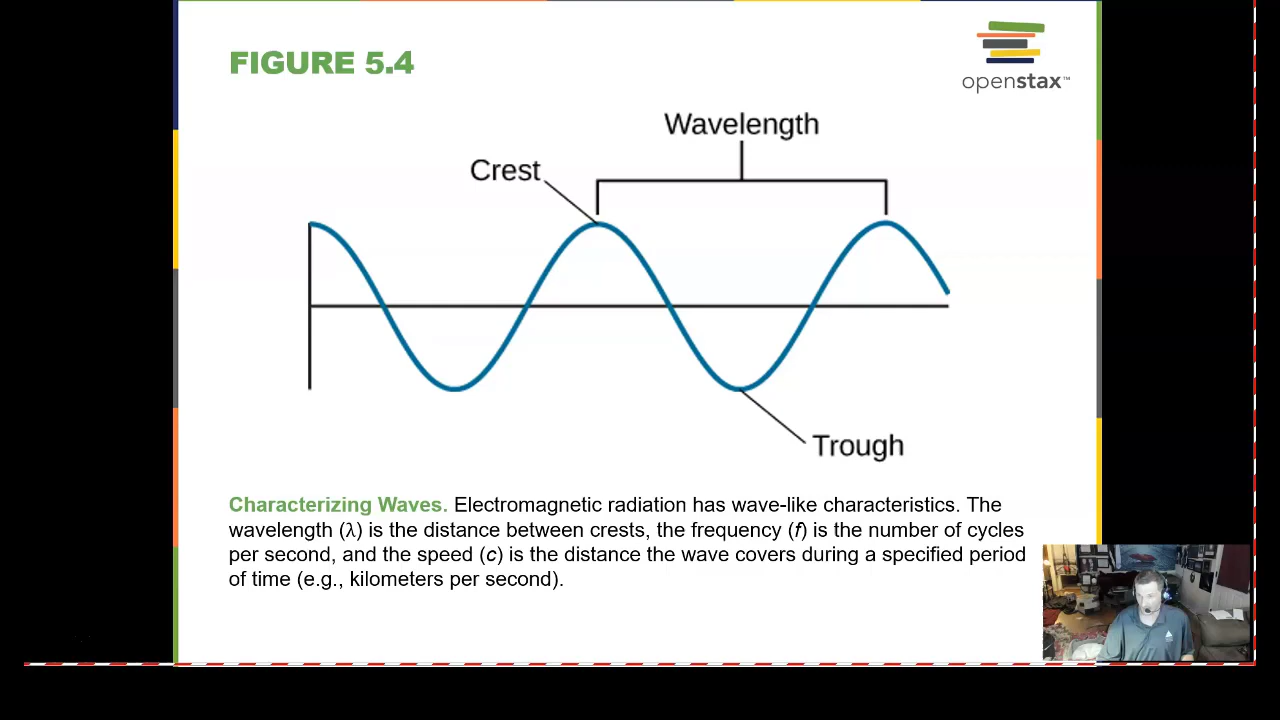 FIGURE 5.4
openstax™
Wavelength
Crest
Trough
Characterizing Waves. Electromagnetic radiation has wave-like characteristics. The
wavelength (λ) is the distance between crests, the frequency (f) is the number of cycles
per second, and the speed (c) is the distance the wave covers during a specified period
of time (e.g., kilometers per second).